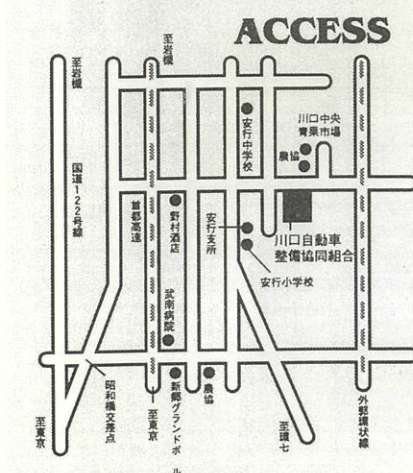 ACCESS
至岩槻
至岩槻
国道122号線
首都高速
安行中学校
川口中央
青果市場
農協
野村酒店
安行支所
川口自動車
整備協同組合
安行小学校
武南病院
昭和橋交差点
至東京
至東京
新郷グランドボール
農協
至環七
外郭環状線